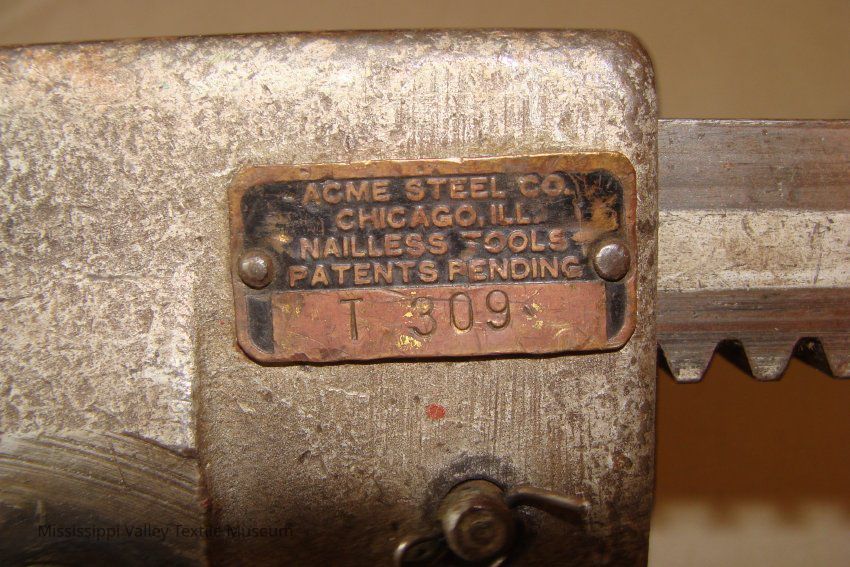 ACME STEEL CO.
CHICAGO, ILL.
NAILLESS TOOLS
PATENTS PENDING
T 309
Mississippi Valley Textile Museum